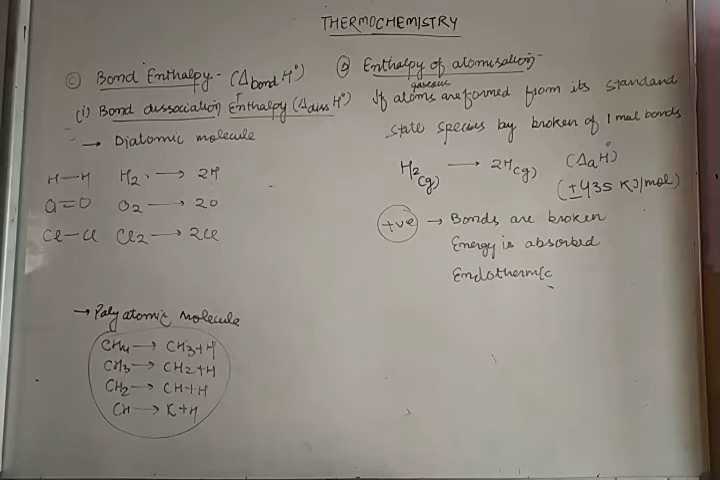 THERMOCHEMISTRY
(C) Bond Enthalpy - (Δbond H°)
(i) Bond dissociation Enthalpy (Δdiss H°)
→ Diatomic molecule
H—H H2 → 2H
O=O O2 → 2O
Cl—Cl Cl2 → 2Cl
→ Polyatomic molecule
CH4 → CH3+H
CH3 → CH2+H
CH2 → CH+H
CH → C+H
Enthalpy of atomisation -
If gaseous atoms are formed from its standard
state species by broken of 1 mol bonds.
H2(g) → 2H(g) (ΔaH°)
(±435 KJ/mol)
+ve → Bonds are broken
Energy is absorbed
Endothermic